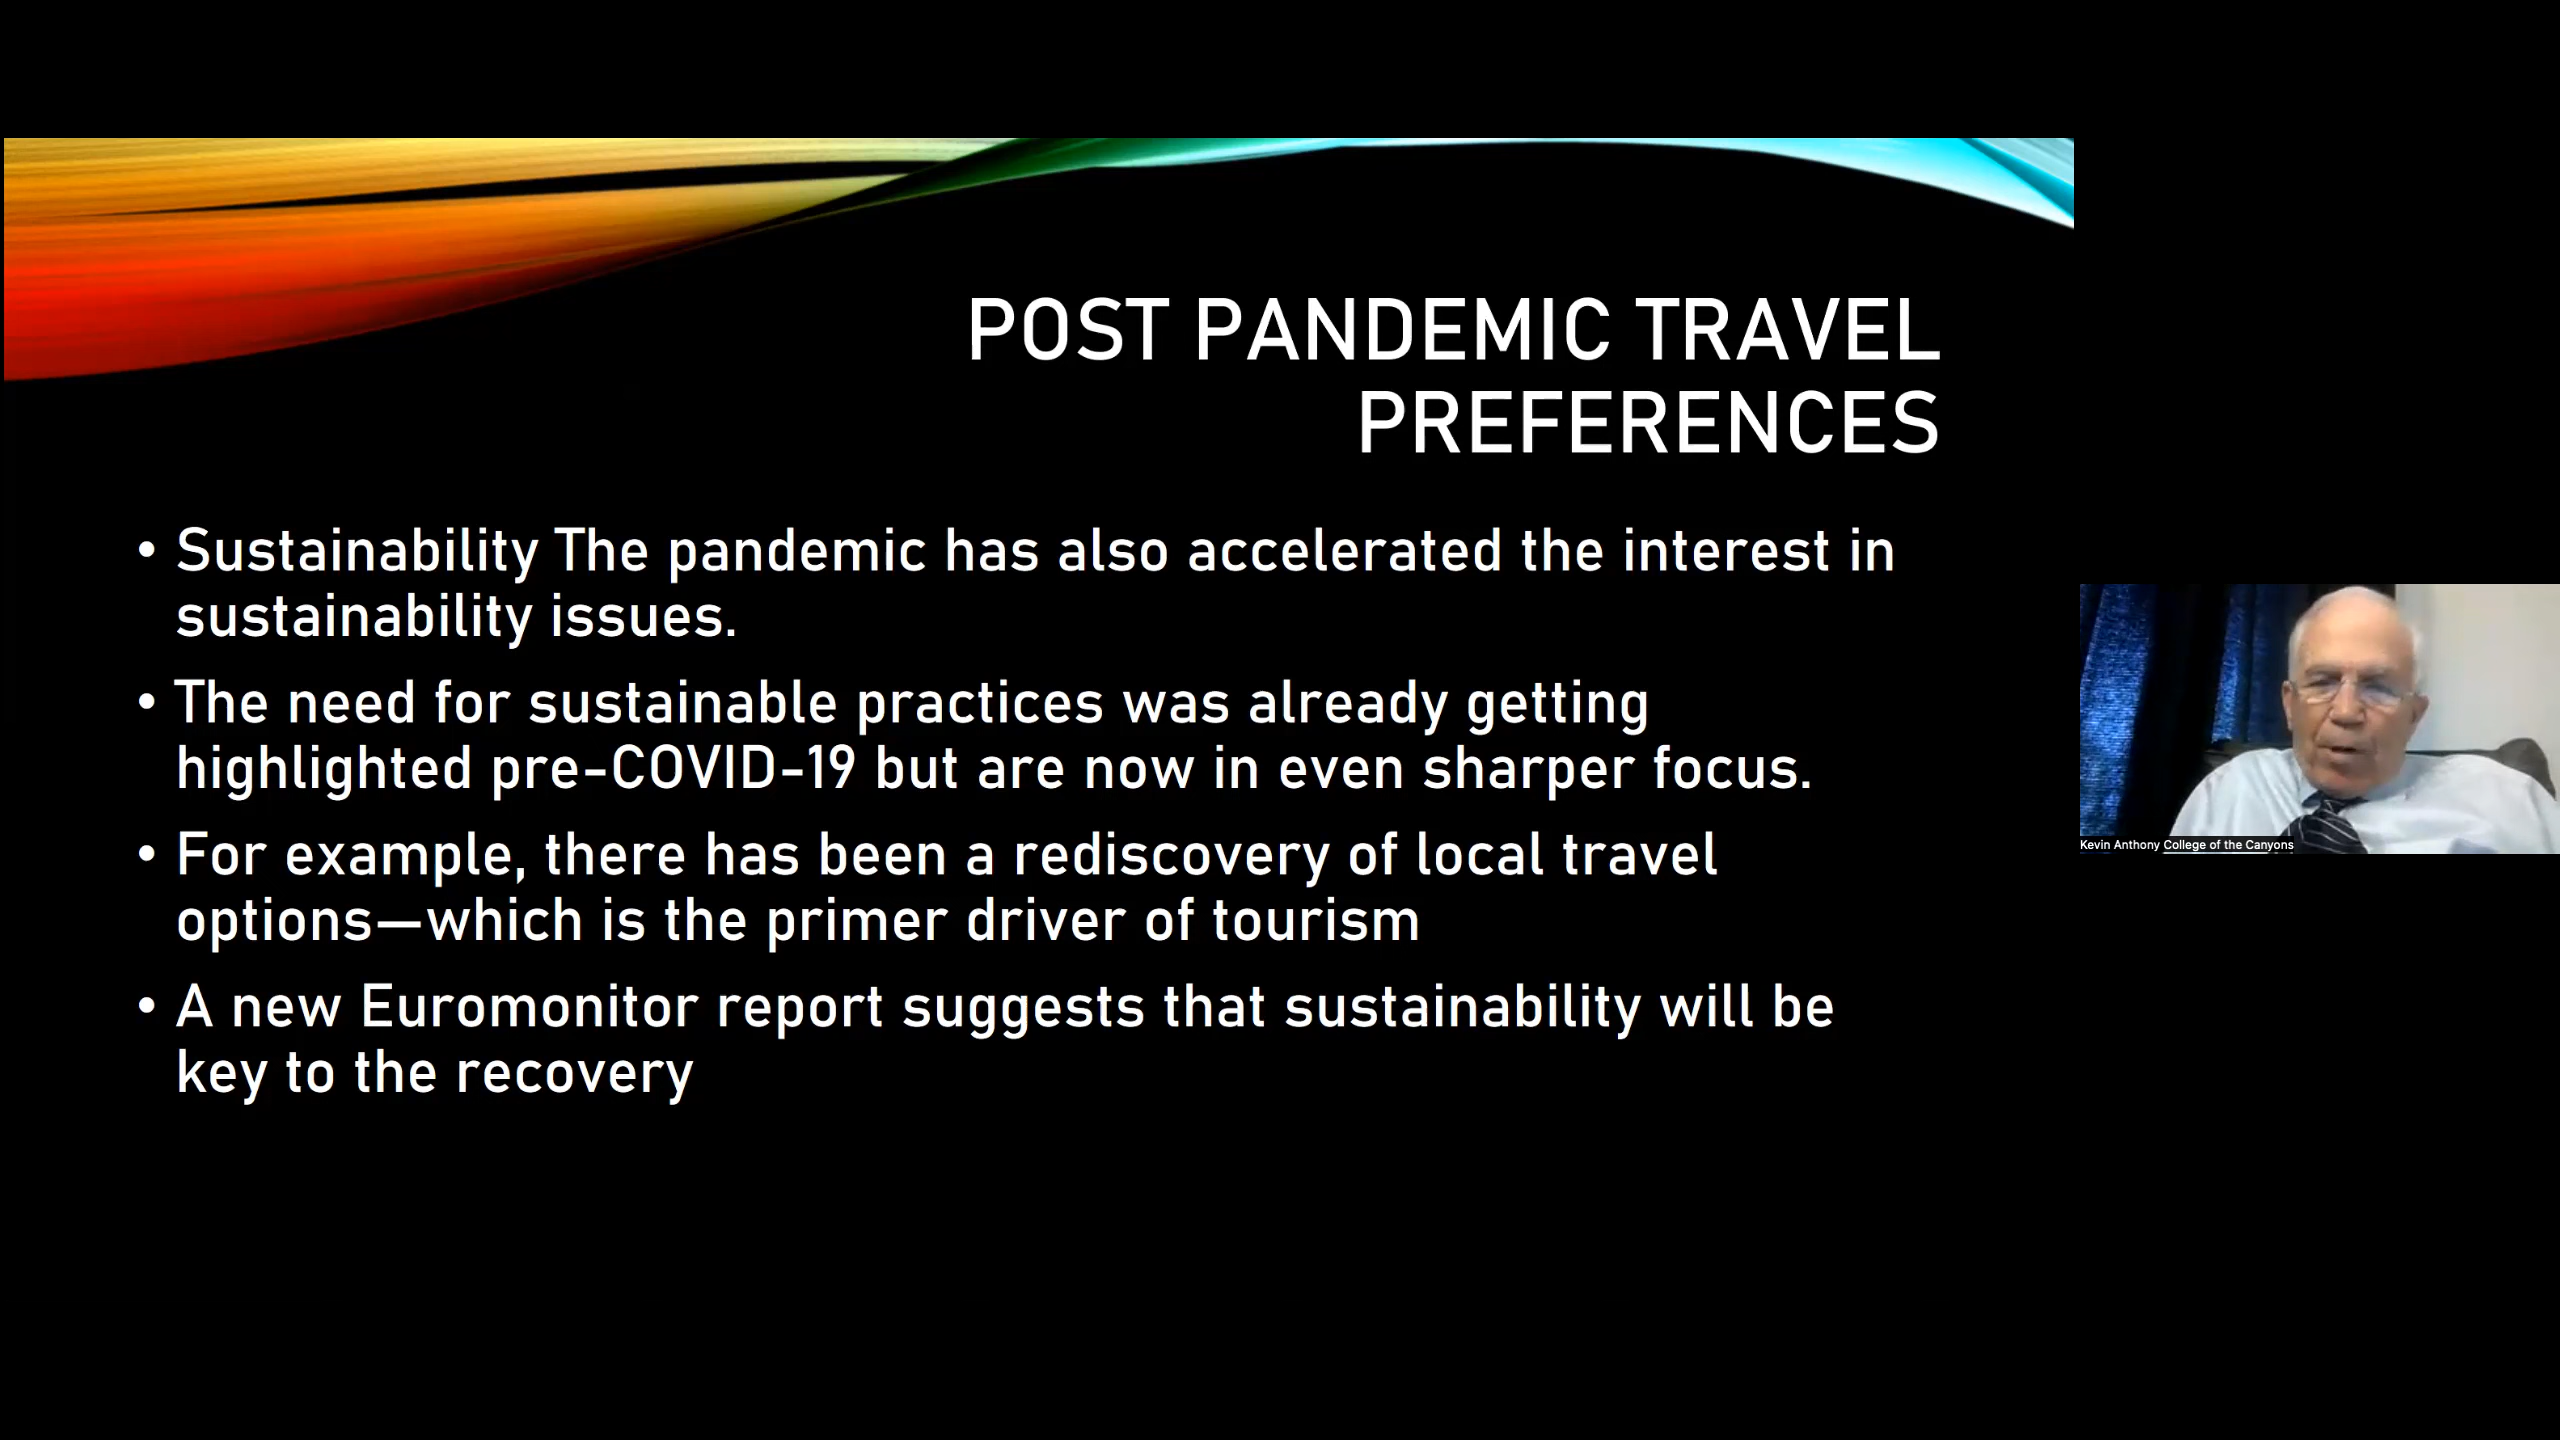 POST PANDEMIC TRAVEL
PREFERENCES
• Sustainability The pandemic has also accelerated the interest in
sustainability issues.
• The need for sustainable practices was already getting
highlighted pre-COVID-19 but are now in even sharper focus.
• For example, there has been a rediscovery of local travel
options—which is the primer driver of tourism
• A new Euromonitor report suggests that sustainability will be
key to the recovery
Kevin Anthony College of the Canyons